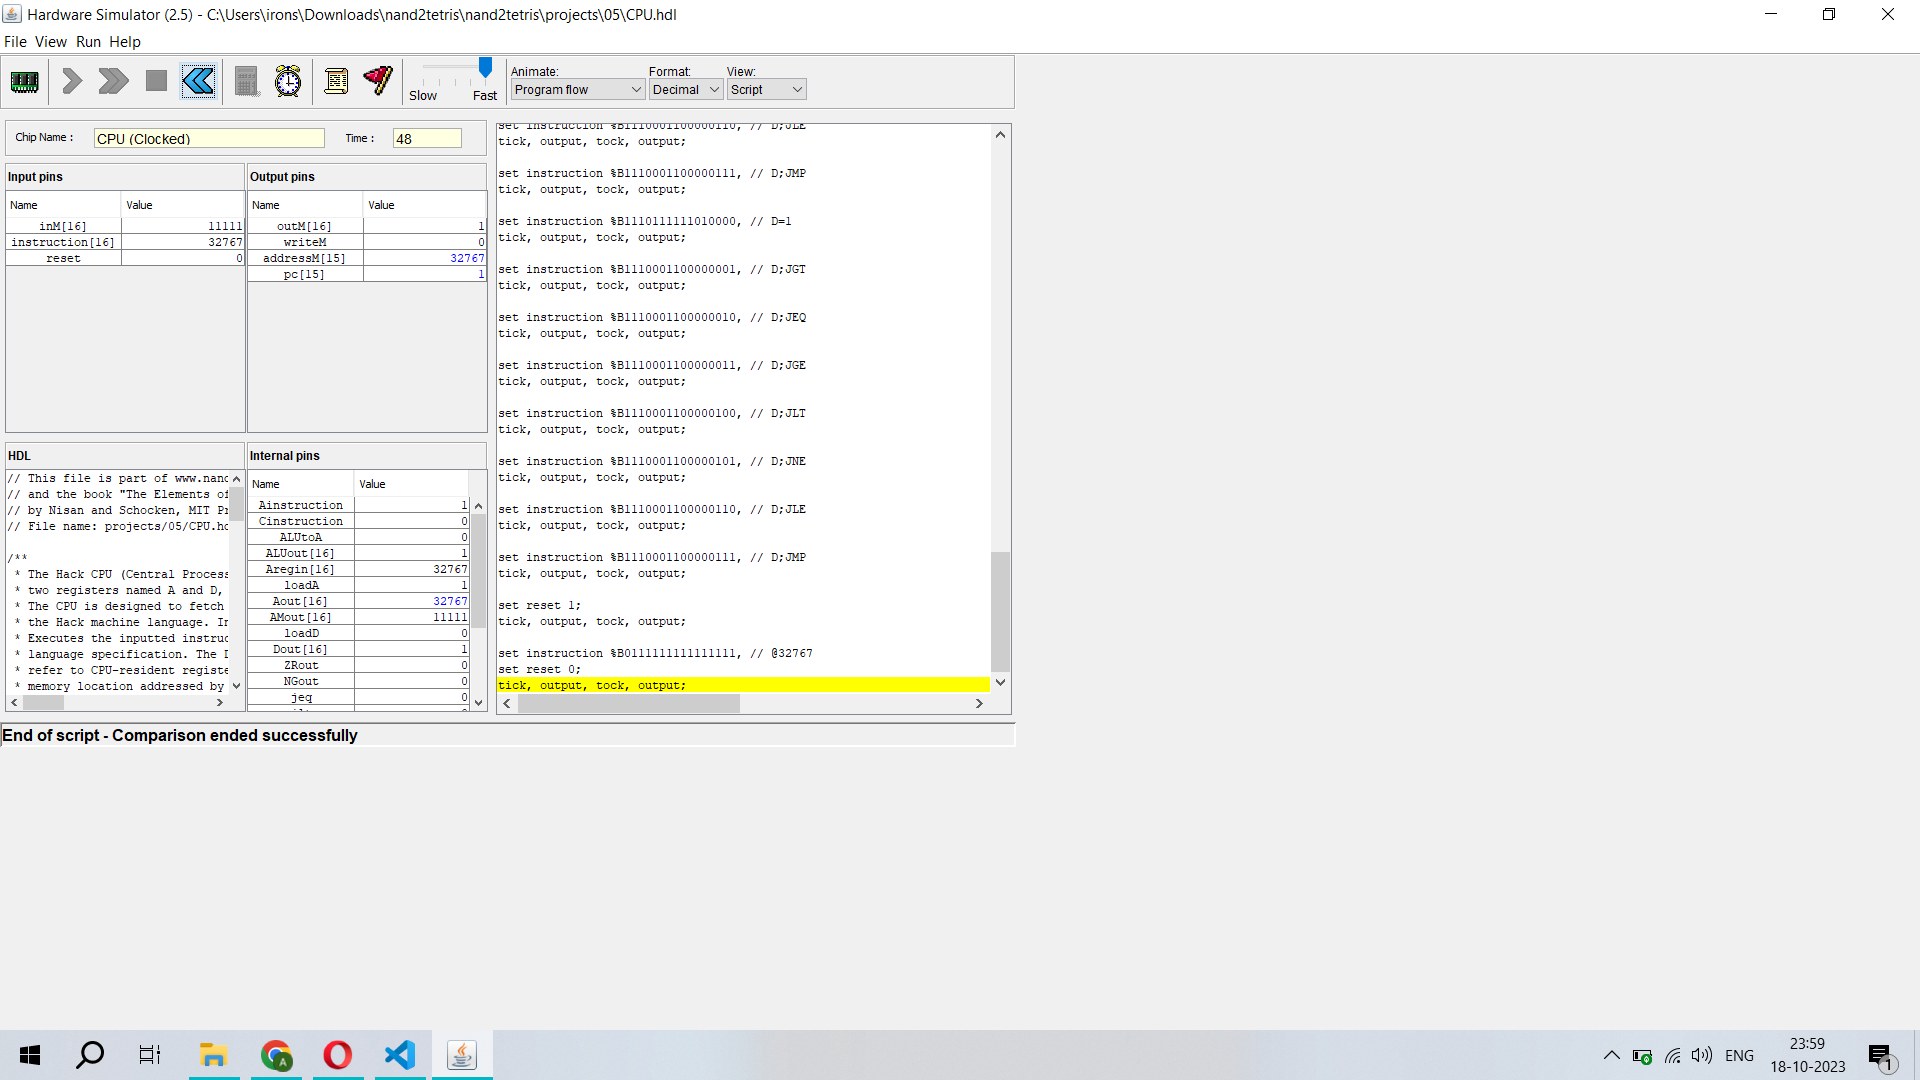 Hardware Simulator (2.5) - C:\Users\irons\Downloads\nand2tetris\nand2tetris\projects\05\CPU.hdl
File View Run Help
Slow Fast
Animate: Format: View:
Program flow Decimal Script
Chip Name : CPU (Clocked) Time : 48
Input pins
Name Value
inM[16] 11111
instruction[16] 32767
reset 0
Output pins
Name Value
outM[16] 1
writeM 0
addressM[15] 32767
pc[15] 1
HDL
// This file is part of www.nand
// and the book "The Elements of
// by Nisan and Schocken, MIT Pr
// File name: projects/05/CPU.hd
/**
* The Hack CPU (Central Process
* two registers named A and D,
* The CPU is designed to fetch
* the Hack machine language. In
* Executes the inputted instruc
* language specification. The D
* refer to CPU-resident registe
* memory location addressed by
Internal pins
Name Value
Ainstruction 1
Cinstruction 0
ALUtoA 0
ALUout[16] 1
Aregin[16] 32767
loadA 1
Aout[16] 32767
AMout[16] 11111
loadD 0
Dout[16] 1
ZRout 0
NGout 0
jeq 0
set instruction %B1110001100000110, // D;JLE
tick, output, tock, output;
set instruction %B1110001100000111, // D;JMP
tick, output, tock, output;
set instruction %B1110111111010000, // D=1
tick, output, tock, output;
set instruction %B1110001100000001, // D;JGT
tick, output, tock, output;
set instruction %B1110001100000010, // D;JEQ
tick, output, tock, output;
set instruction %B1110001100000011, // D;JGE
tick, output, tock, output;
set instruction %B1110001100000100, // D;JLT
tick, output, tock, output;
set instruction %B1110001100000101, // D;JNE
tick, output, tock, output;
set instruction %B1110001100000110, // D;JLE
tick, output, tock, output;
set instruction %B1110001100000111, // D;JMP
tick, output, tock, output;
set reset 1;
tick, output, tock, output;
set instruction %B0111111111111111, // @32767
set reset 0;
tick, output, tock, output;
End of script - Comparison ended successfully
ENG
23:59
18-10-2023
1